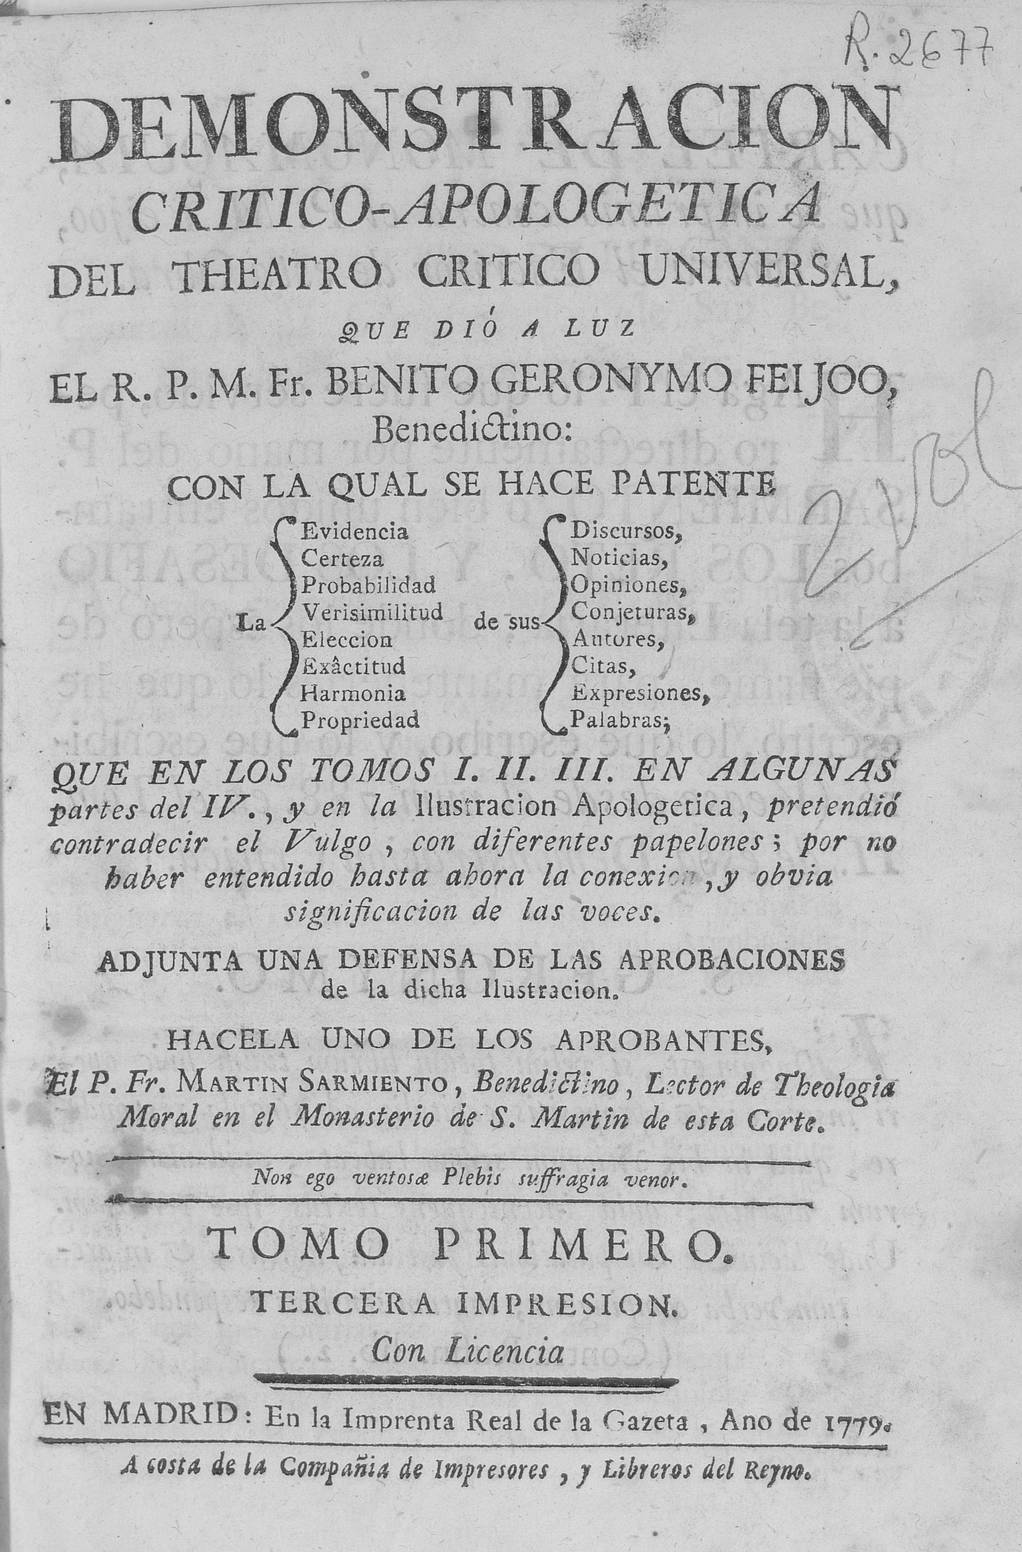 R. 2677
DEMONSTRACION
CRITICO-APOLOGETICA
DEL THEATRO CRITICO UNIVERSAL,
QUE DIÓ A LUZ
EL R. P. M. Fr. BENITO GERONYMO FEIJOO,
Benedictino:
CON LA QUAL SE HACE PATENTE
2 vol
La
Evidencia
Certeza
Probabilidad
Verisimilitud
Eleccion
Exâctitud
Harmonia
Propriedad
de sus
Discursos,
Noticias,
Opiniones,
Conjeturas,
Autores,
Citas,
Expresiones,
Palabras;
QUE EN LOS TOMOS I. II. III. EN ALGUNAS
partes del IV., y en la Ilustracion Apologetica, pretendió
contradecir el Vulgo, con diferentes papelones; por no
haber entendido hasta ahora la conexion, y obvia
significacion de las voces.
ADJUNTA UNA DEFENSA DE LAS APROBACIONES
de la dicha Ilustracion.
HACELA UNO DE LOS APROBANTES,
El P. Fr. MARTIN SARMIENTO, Benedictino, Lector de Theologia
Moral en el Monasterio de S. Martin de esta Corte.
Non ego ventosæ Plebis suffragia venor.
TOMO PRIMERO.
TERCERA IMPRESION.
Con Licencia
EN MADRID: En la Imprenta Real de la Gazeta, Ano de 1779.
A costa de la Compañia de Impresores, y Libreros del Reyno.